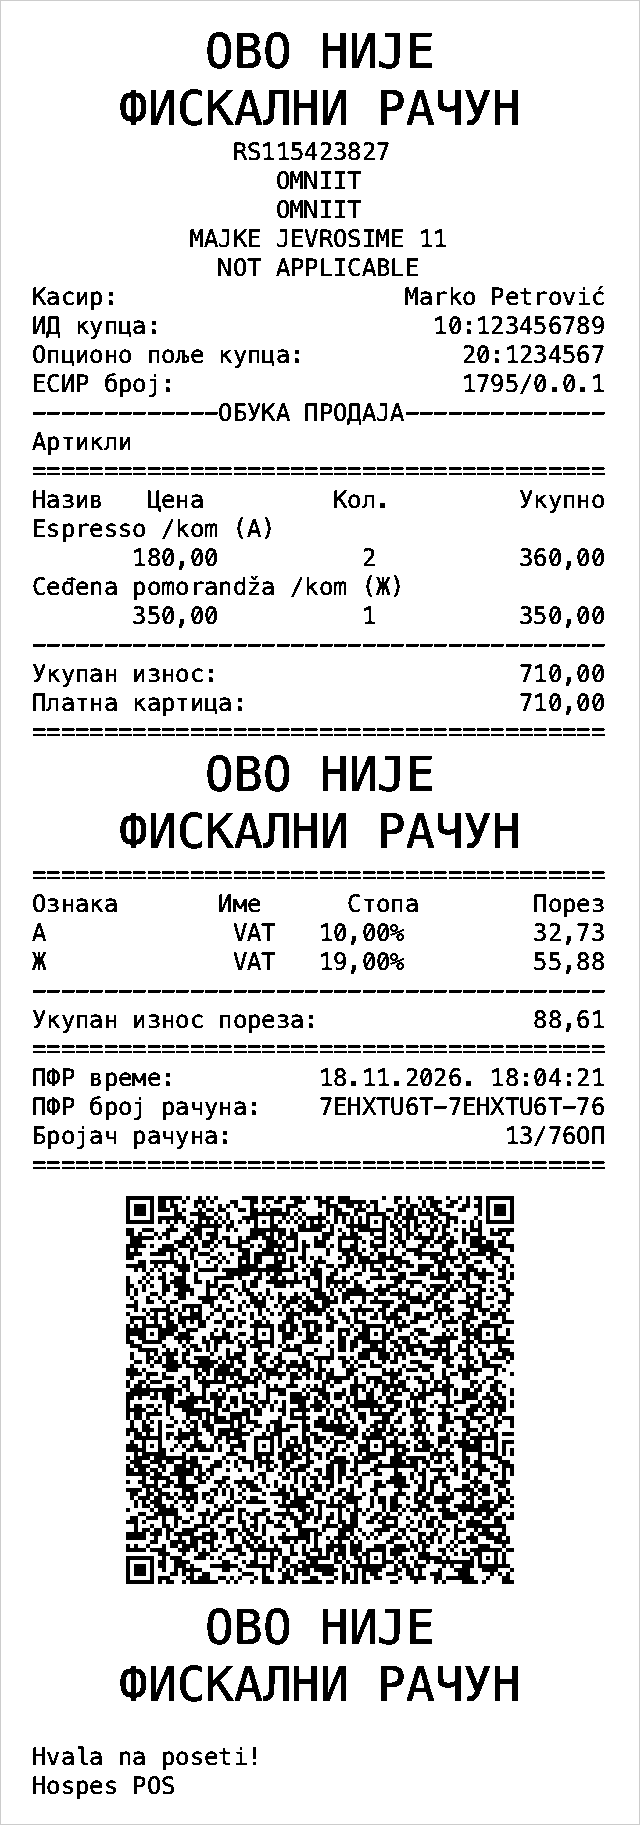 ОВО НИЈЕ
ФИСКАЛНИ РАЧУН
RS115423827
OMNIIT
OMNIIT
MAJKE JEVROSIME 11
NOT APPLICABLE
Касир: Marko Petrović
ИД купца: 10:123456789
Опционо поље купца: 20:1234567
ЕСИР број: 1795/0.0.1
-------------ОБУКА ПРОДАЈА--------------
Артикли
========================================
Назив Цена Кол. Укупно
Espresso /kom (А)
180,00 2 360,00
Ceđena pomorandža /kom (Ж)
350,00 1 350,00
----------------------------------------
Укупан износ: 710,00
Платна картица: 710,00
========================================
ОВО НИЈЕ
ФИСКАЛНИ РАЧУН
========================================
Ознака Име Стопа Порез
А VAT 10,00% 32,73
Ж VAT 19,00% 55,88
----------------------------------------
Укупан износ пореза: 88,61
========================================
ПФР време: 18.11.2026. 18:04:21
ПФР број рачуна: 7EHXTU6T-7EHXTU6T-76
Бројач рачуна: 13/76ОП
========================================
ОВО НИЈЕ
ФИСКАЛНИ РАЧУН
Hvala na poseti!
Hospes POS